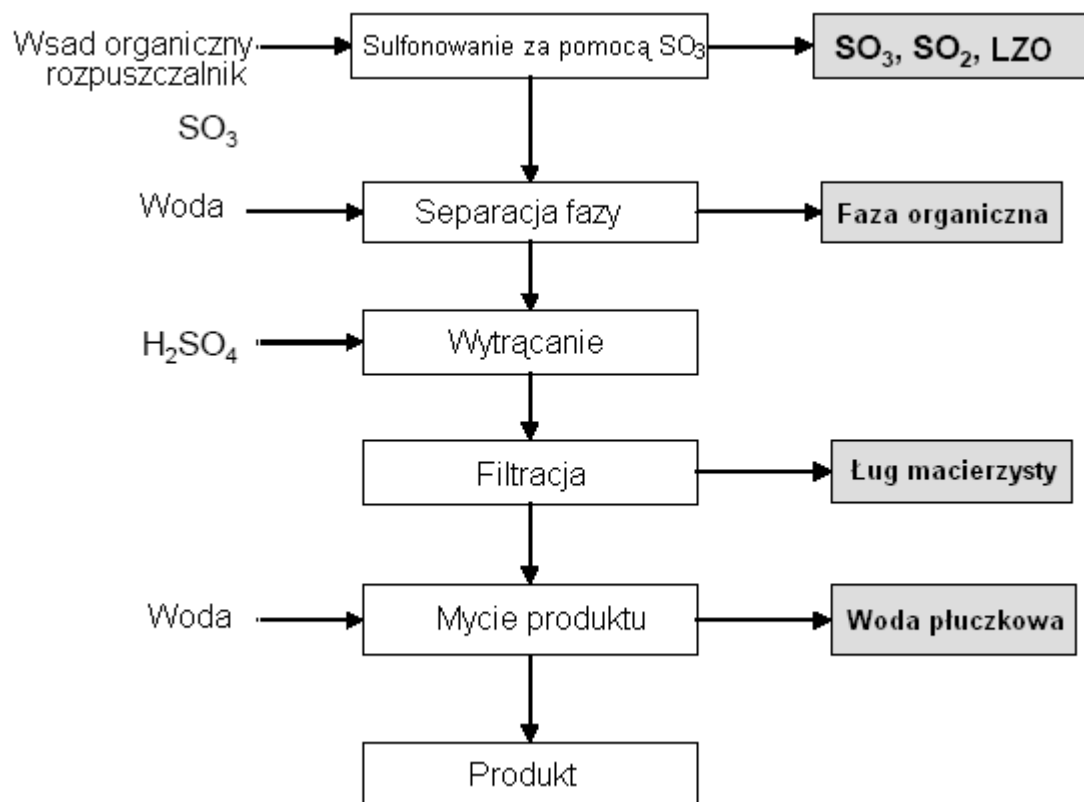 Wsad organiczny
rozpuszczalnik
SO₃
Sulfonowanie za pomocą SO₃
SO₃, SO₂, LZO
Woda
Separacja fazy
Faza organiczna
H₂SO₄
Wytrącanie
Filtracja
Ług macierzysty
Woda
Mycie produktu
Woda płuczkowa
Produkt